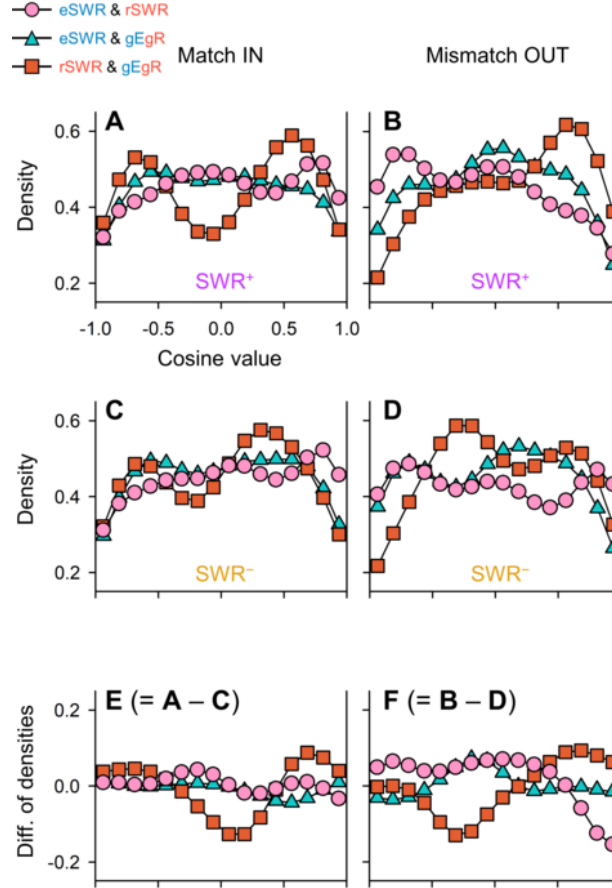 eSWR & rSWR
eSWR & gEgR
rSWR & gEgR
Match IN
Mismatch OUT
A
B
Density
0.6
0.4
0.2
SWR+
SWR+
-1.0 -0.5 0.0 0.5 1.0
Cosine value
C
D
Density
0.6
0.4
0.2
SWR−
SWR−
E (= A − C)
F (= B − D)
Diff. of densities
0.2
0.0
-0.2